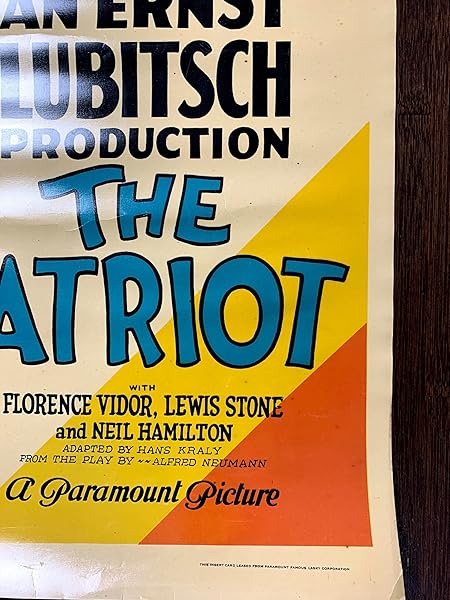 AN ERNST
LUBITSCH
PRODUCTION
THE
ATRIOT
WITH
FLORENCE VIDOR, LEWIS STONE
and NEIL HAMILTON
ADAPTED BY HANS KRALY
FROM THE PLAY BY ~~ ALFRED NEUMANN
A Paramount Picture
THIS INSERT CARD LEASED FROM PARAMOUNT FAMOUS LASKY CORPORATION